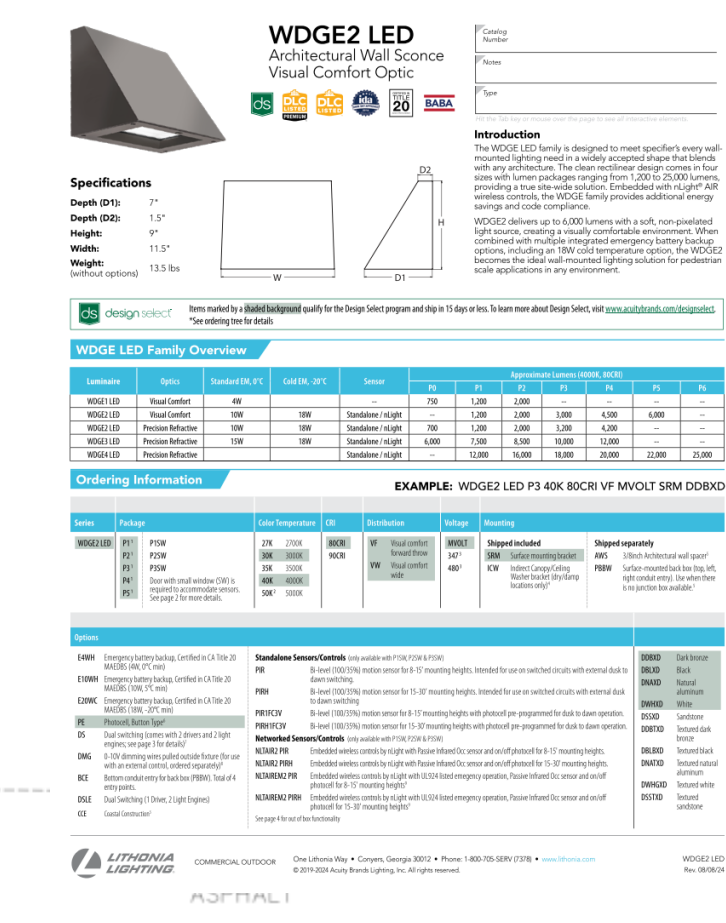 WDGE2 LED
Architectural Wall Sconce
Visual Comfort Optic
ds
DLC LISTED PREMIUM
DLC LISTED
ida
TITLE 20
BABA
Catalog
Number
Notes
Type
Hit the Tab key or mouse over the page to see all interactive elements.
Introduction
The WDGE LED family is designed to meet specifier's every wall-
mounted lighting need in a widely accepted shape that blends
with any architecture. The clean rectilinear design comes in four
sizes with lumen packages ranging from 1,200 to 25,000 lumens,
providing a true site-wide solution. Embedded with nLight® AIR
wireless controls, the WDGE family provides additional energy
savings and code compliance.
WDGE2 delivers up to 6,000 lumens with a soft, non-pixelated
light source, creating a visually comfortable environment. When
combined with multiple integrated emergency battery backup
options, including an 18W cold temperature option, the WDGE2
becomes the ideal wall-mounted lighting solution for pedestrian
scale applications in any environment.
Specifications
Depth (D1): 7"
Depth (D2): 1.5"
Height: 9"
Width: 11.5"
Weight:
(without options) 13.5 lbs
D2
H
W
D1
ds design select
Items marked by a shaded background qualify for the Design Select program and ship in 15 days or less. To learn more about Design Select, visit www.acuitybrands.com/designselect.
*See ordering tree for details
WDGE LED Family Overview
Luminaire Optics Standard EM, 0°C Cold EM, -20°C Sensor Approximate Lumens (4000K, 80CRI)
P0 P1 P2 P3 P4 P5 P6
WDGE1 LED Visual Comfort 4W -- 750 1,200 2,000 -- -- -- --
WDGE2 LED Visual Comfort 10W 18W Standalone / nLight -- 1,200 2,000 3,000 4,500 6,000 --
WDGE2 LED Precision Refractive 10W 18W Standalone / nLight 700 1,200 2,000 3,200 4,200 -- --
WDGE3 LED Precision Refractive 15W 18W Standalone / nLight 6,000 7,500 8,500 10,000 12,000 -- --
WDGE4 LED Precision Refractive Standalone / nLight -- 12,000 16,000 18,000 20,000 22,000 25,000
Ordering Information
EXAMPLE: WDGE2 LED P3 40K 80CRI VF MVOLT SRM DDBXD
Series Package Color Temperature CRI Distribution Voltage Mounting
WDGE2 LED
P1¹ P1SW
P2¹ P2SW
P3¹ P3SW
P4¹ Door with small window (SW) is
P5¹ required to accommodate sensors.
See page 2 for more details.
27K 2700K
30K 3000K
35K 3500K
40K 4000K
50K² 5000K
80CRI
90CRI
VF Visual comfort
forward throw
VW Visual comfort
wide
MVOLT
347³
480³
Shipped included
SRM Surface mounting bracket
ICW Indirect Canopy/Ceiling
Washer bracket (dry/damp
locations only)⁴
Shipped separately
AWS 3/8inch Architectural wall spacer⁵
PBBW Surface-mounted back box (top, left,
right conduit entry). Use when there
is no junction box available.⁵
Options
E4WH Emergency battery backup, Certified in CA Title 20
MAEDBS (4W, 0°C min)
E10WH Emergency battery backup, Certified in CA Title 20
MAEDBS (10W, 5°C min)
E20WC Emergency battery backup, Certified in CA Title 20
MAEDBS (18W, -20°C min)
PE Photocell, Button Type⁶
DS Dual switching (comes with 2 drivers and 2 light
engines; see page 3 for details)⁷
DMG 0-10V dimming wires pulled outside fixture (for use
with an external control, ordered separately)⁸
BCE Bottom conduit entry for back box (PBBW). Total of 4
entry points.
DSLE Dual Switching (1 Driver, 2 Light Engines)
CCE Coastal Construction⁵
Standalone Sensors/Controls (only available with P1SW, P2SW & P3SW)
PIR Bi-level (100/35%) motion sensor for 8-15' mounting heights. Intended for use on switched circuits with external dusk to
dawn switching.
PIRH Bi-level (100/35%) motion sensor for 15-30' mounting heights. Intended for use on switched circuits with external dusk
to dawn switching
PIR1FC3V Bi-level (100/35%) motion sensor for 8-15' mounting heights with photocell pre-programmed for dusk to dawn operation.
PIRH1FC3V Bi-level (100/35%) motion sensor for 15-30' mounting heights with photocell pre-programmed for dusk to dawn operation.
Networked Sensors/Controls (only available with P1SW, P2SW & P3SW)
NLTAIR2 PIR Embedded wireless controls by nLight with Passive Infrared Occ sensor and on/off photocell for 8-15' mounting heights.
NLTAIR2 PIRH Embedded wireless controls by nLight with Passive Infrared Occ sensor and on/off photocell for 15-30' mounting heights.
NLTAIREM2 PIR Embedded wireless controls by nLight with UL924 listed emergency operation, Passive Infrared Occ sensor and on/off
photocell for 8-15' mounting heights⁹
NLTAIREM2 PIRH Embedded wireless controls by nLight with UL924 listed emergency operation, Passive Infrared Occ sensor and on/off
photocell for 15-30' mounting heights⁹
See page 4 for out of box functionality
DDBXD Dark bronze
DBLXD Black
DNAXD Natural
aluminum
DWHXD White
DSSXD Sandstone
DDBTXD Textured dark
bronze
DBLBXD Textured black
DNATXD Textured natural
aluminum
DWHGXD Textured white
DSSTXD Textured
sandstone
LITHONIA
LIGHTING
COMMERCIAL OUTDOOR
One Lithonia Way • Conyers, Georgia 30012 • Phone: 1-800-705-SERV (7378) • www.lithonia.com
© 2019-2024 Acuity Brands Lighting, Inc. All rights reserved.
WDGE2 LED
Rev. 08/08/24
ASPHALT